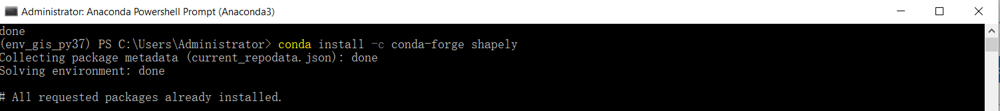 Administrator: Anaconda Powershell Prompt (Anaconda3)
done
(env_gis_py37) PS C:\Users\Administrator> conda install -c conda-forge shapely
Collecting package metadata (current_repodata.json): done
Solving environment: done
# All requested packages already installed.